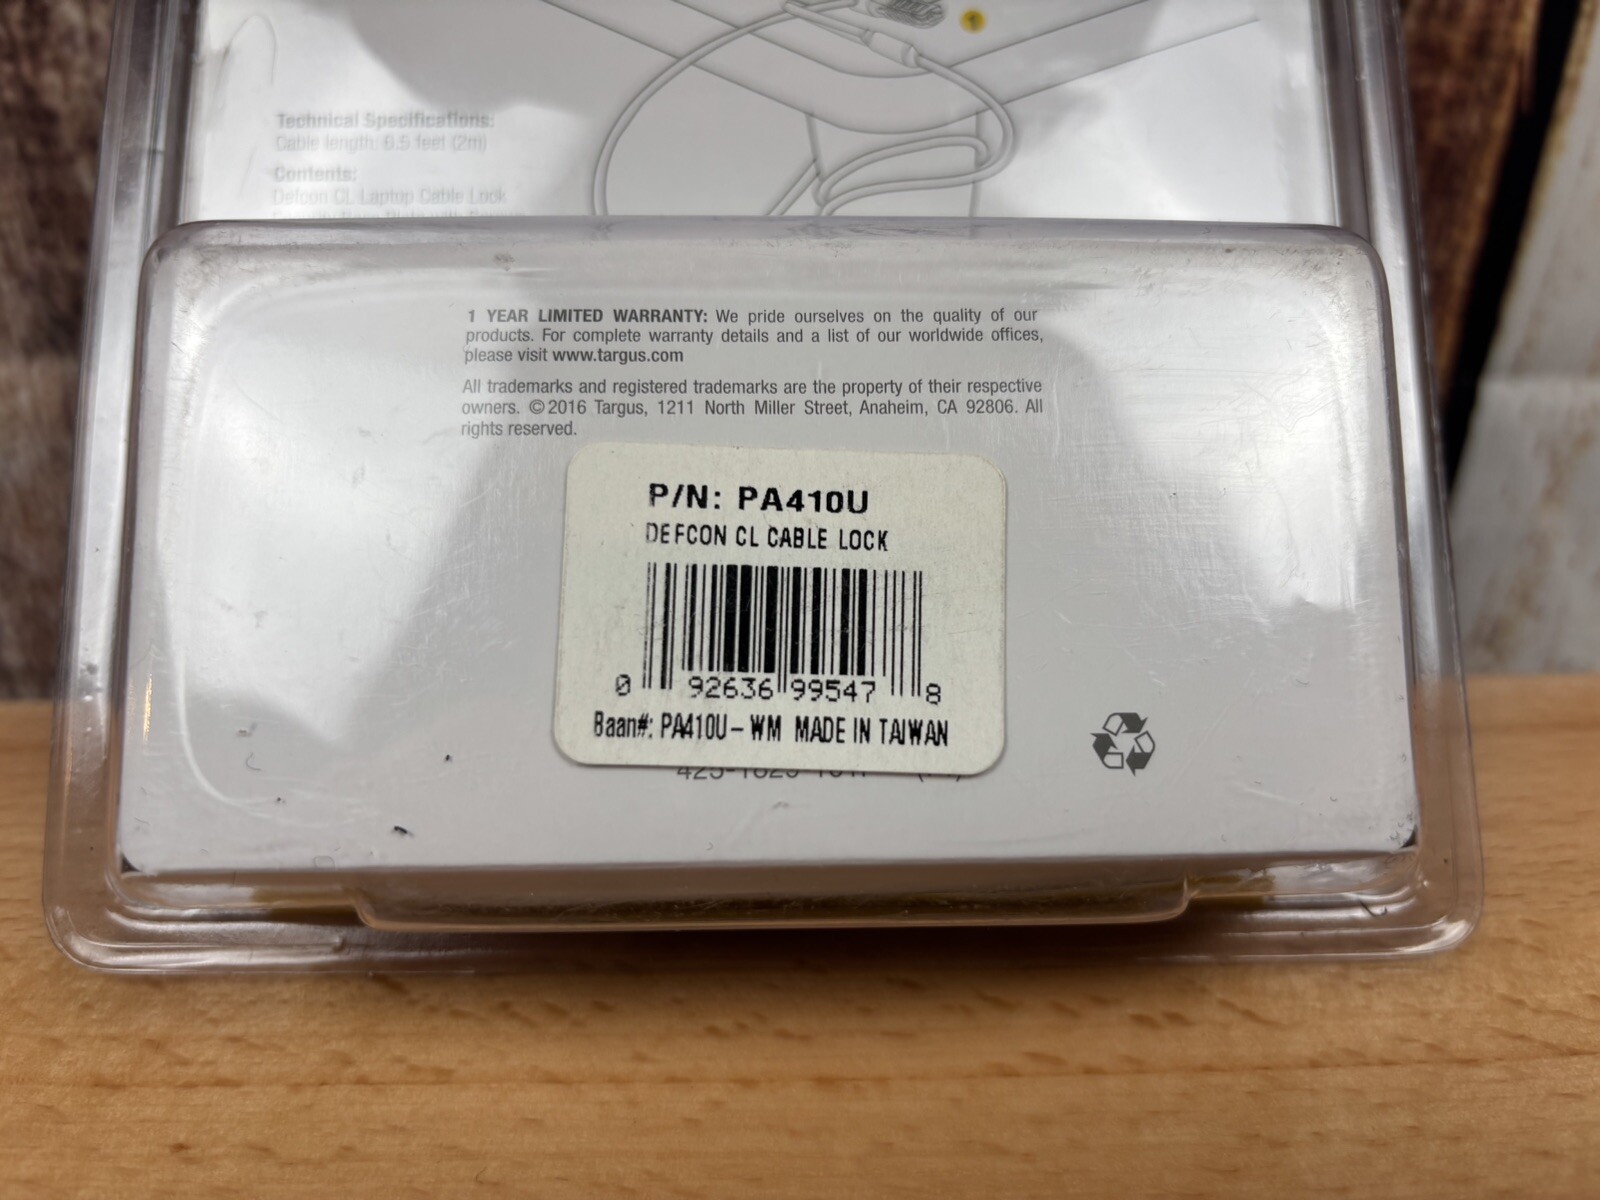 Technical Specifications:
Cable length: 6.5 feet (2m)
Contents:
Defcon CL Laptop Cable Lock
1 YEAR LIMITED WARRANTY: We pride ourselves on the quality of our
products. For complete warranty details and a list of our worldwide offices,
please visit www.targus.com
All trademarks and registered trademarks are the property of their respective
owners. ©2016 Targus, 1211 North Miller Street, Anaheim, CA 92806. All
rights reserved.
P/N: PA410U
DEFCON CL CABLE LOCK
0 92636 99547 8
Baan#: PA410U-WM MADE IN TAIWAN